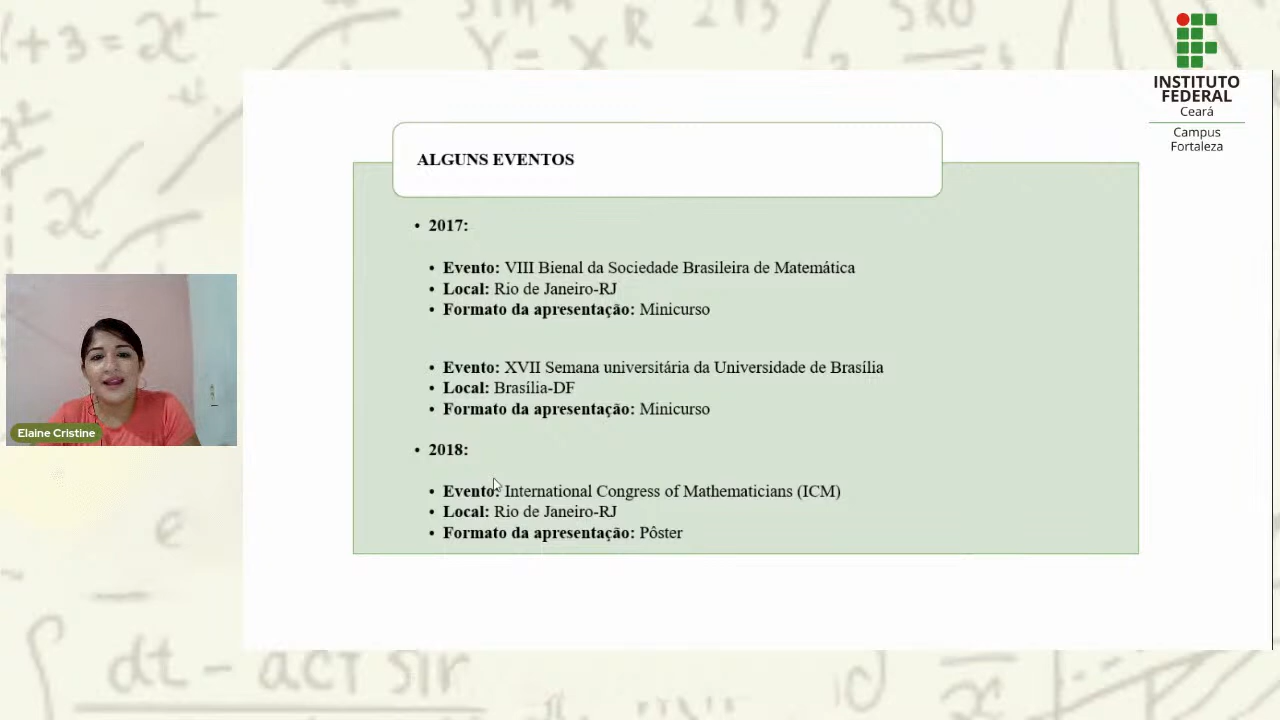 INSTITUTO
FEDERAL
Ceará
Campus
Fortaleza
ALGUNS EVENTOS
• 2017:
• Evento: VIII Bienal da Sociedade Brasileira de Matemática
• Local: Rio de Janeiro-RJ
• Formato da apresentação: Minicurso
• Evento: XVII Semana universitária da Universidade de Brasília
• Local: Brasília-DF
• Formato da apresentação: Minicurso
• 2018:
• Evento: International Congress of Mathematicians (ICM)
• Local: Rio de Janeiro-RJ
• Formato da apresentação: Pôster
Elaine Cristine